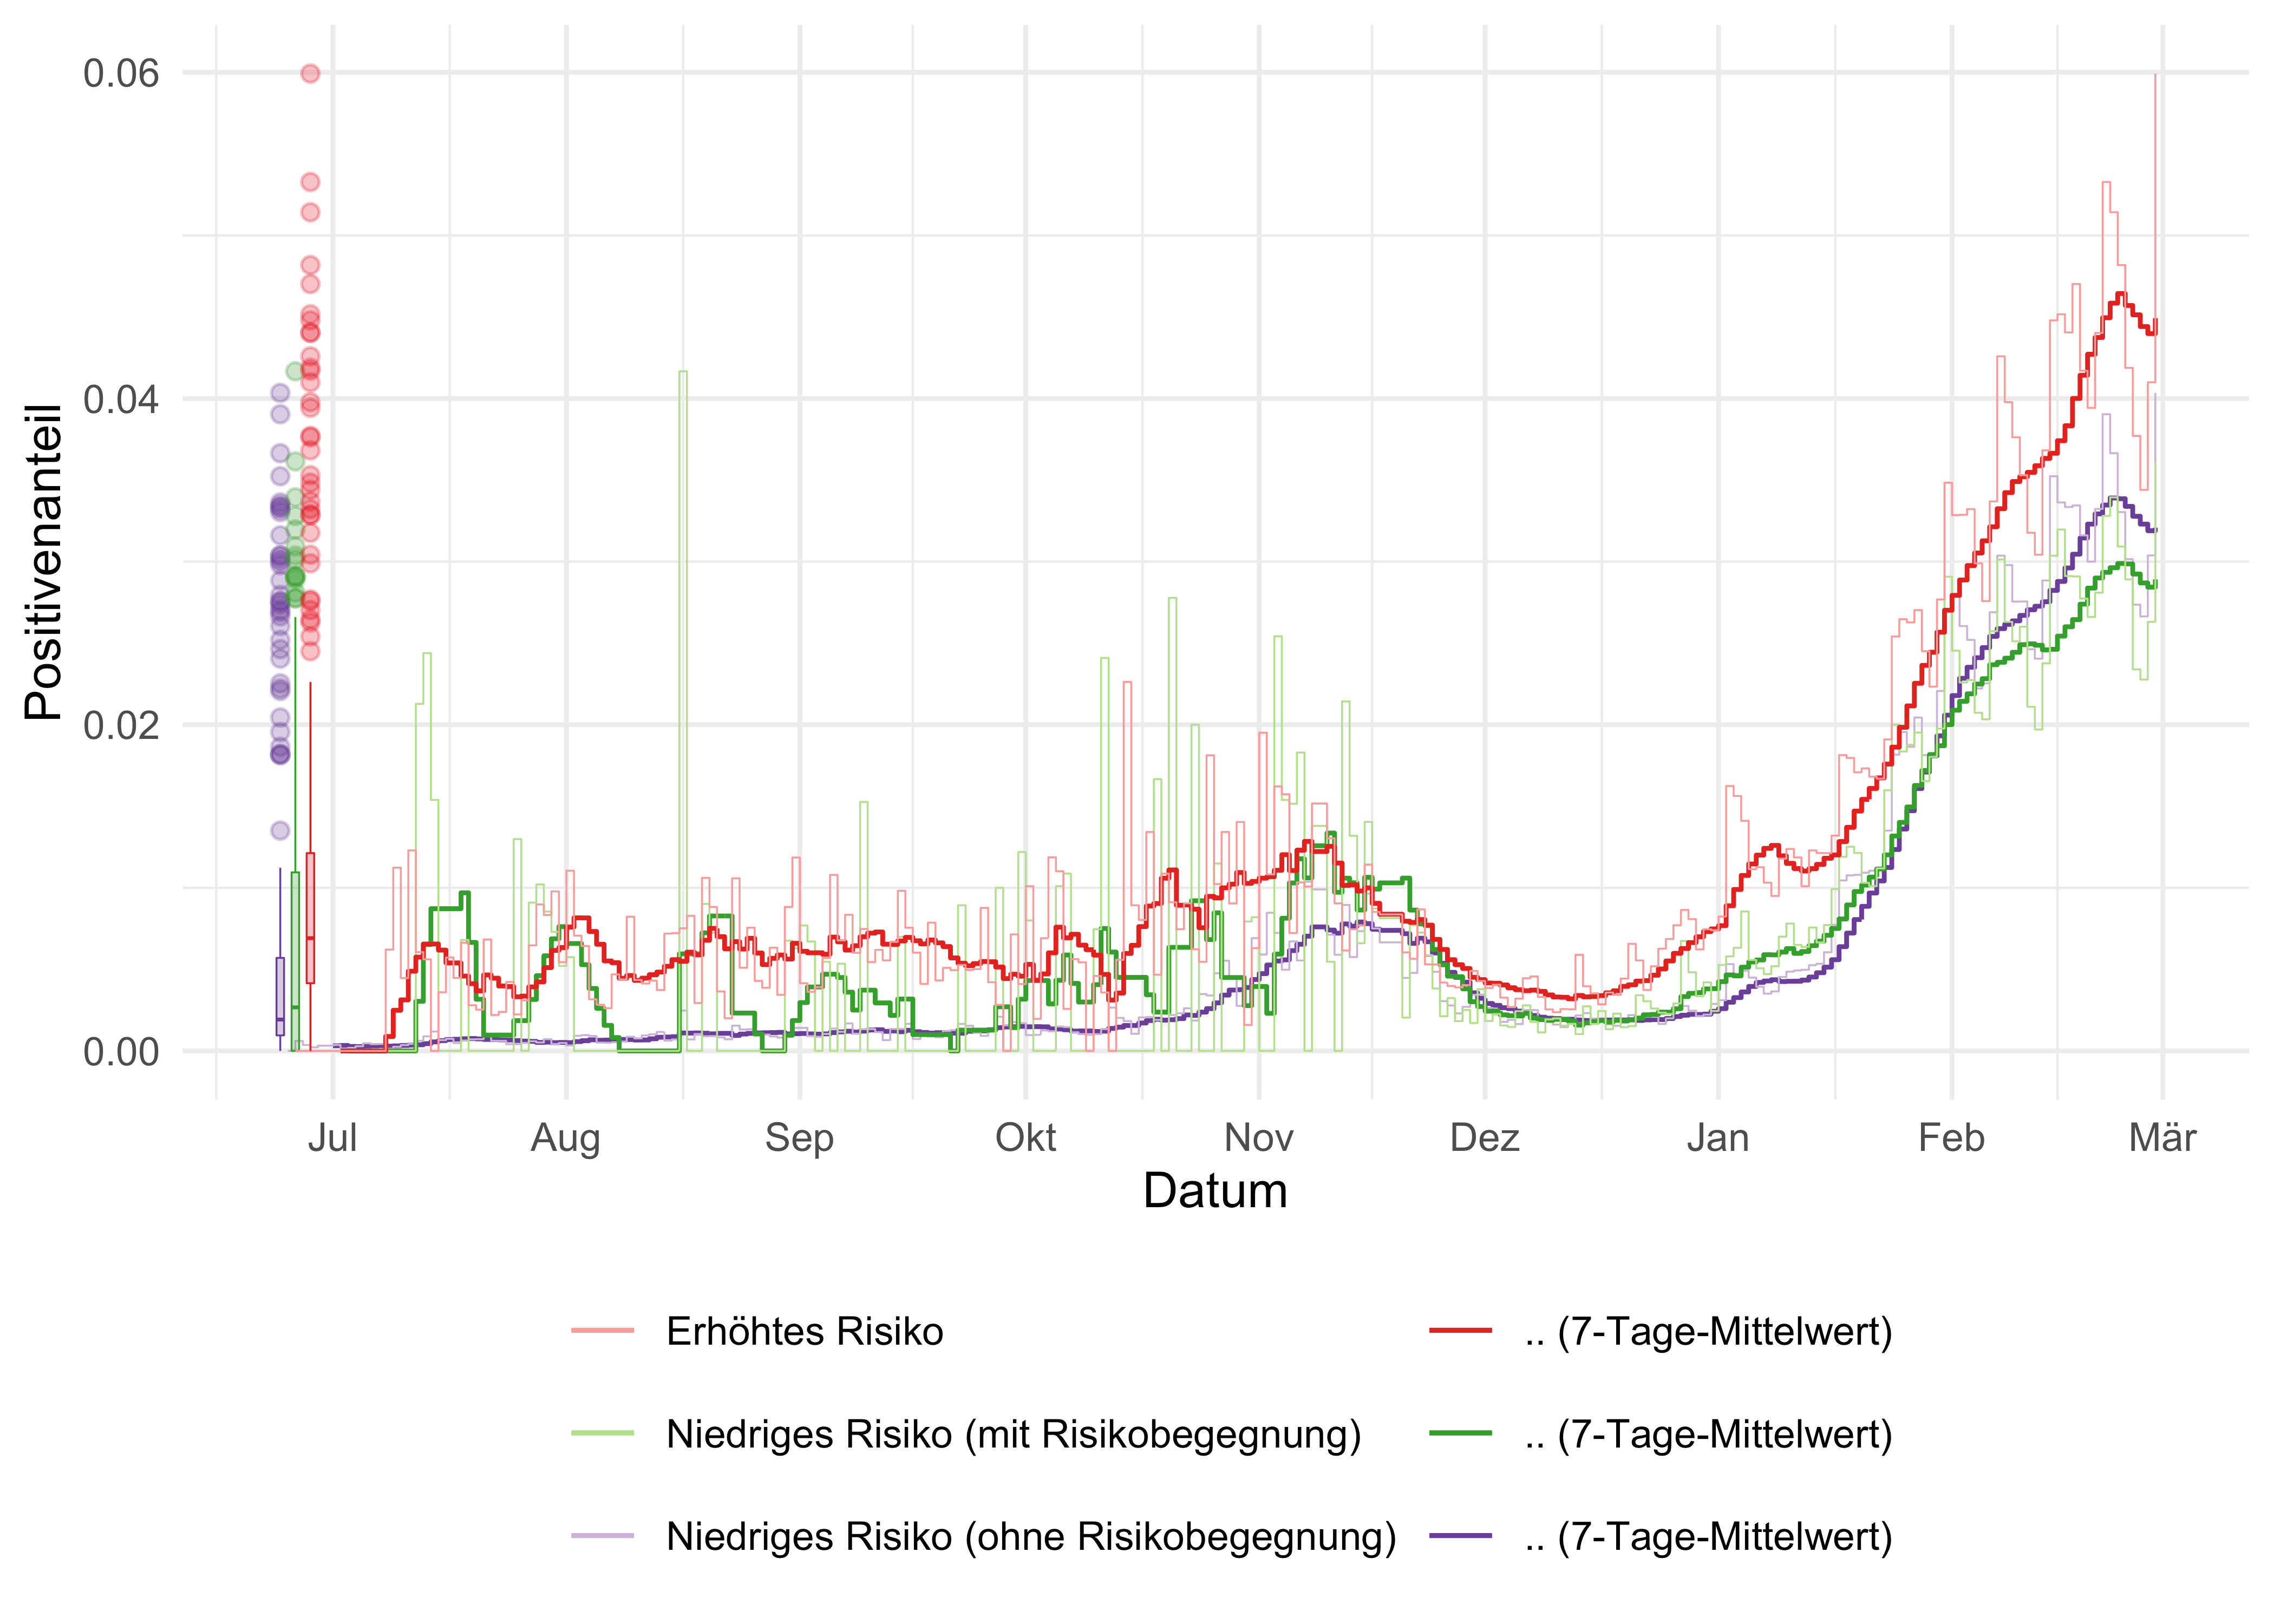 0.06
0.04
0.02
0.00
Positivenanteil
Jul Aug Sep Okt Nov Dez Jan Feb Mär
Datum
Erhöhtes Risiko .. (7-Tage-Mittelwert)
Niedriges Risiko (mit Risikobegegnung) .. (7-Tage-Mittelwert)
Niedriges Risiko (ohne Risikobegegnung) .. (7-Tage-Mittelwert)